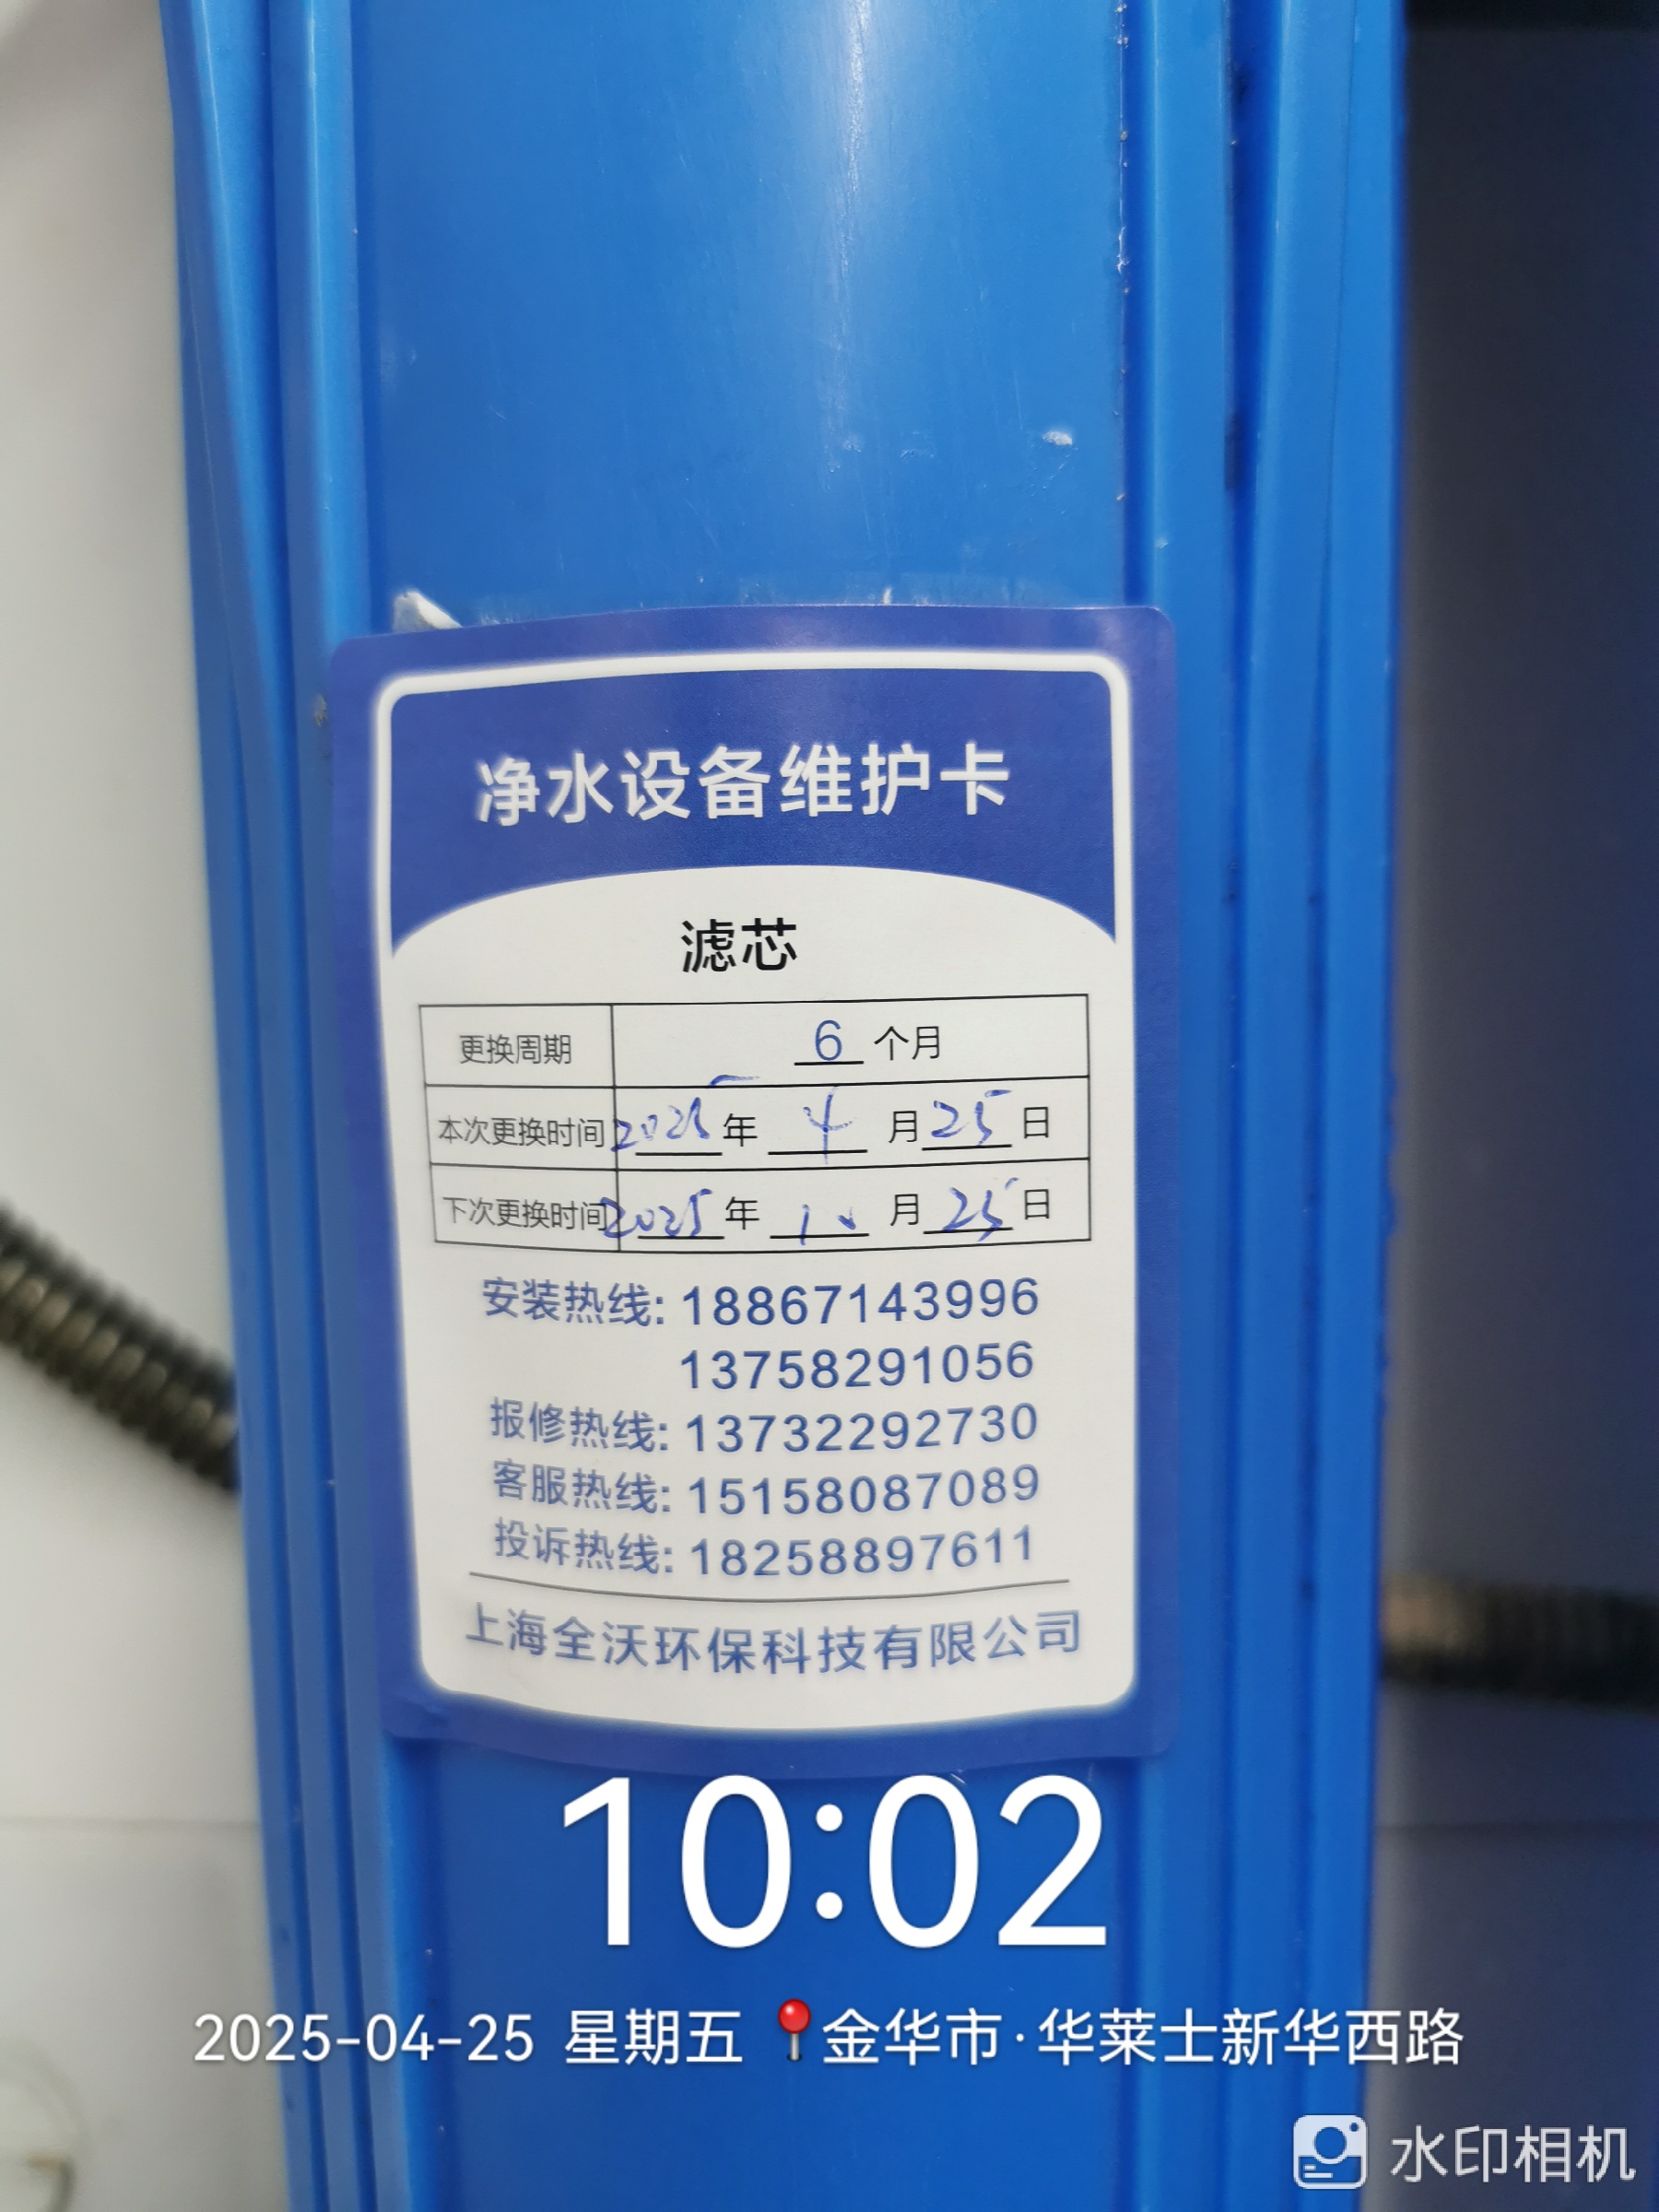 净水设备维护卡
滤芯
更换周期 6 个月
本次更换时间 2025 年 4 月 25 日
下次更换时间 2025 年 10 月 25 日
安装热线: 18867143996
13758291056
报修热线: 13732292730
客服热线: 15158087089
投诉热线: 18258897611
上海全沃环保科技有限公司
10:02
2025-04-25 星期五 📍金华市·华莱士新华西路
水印相机